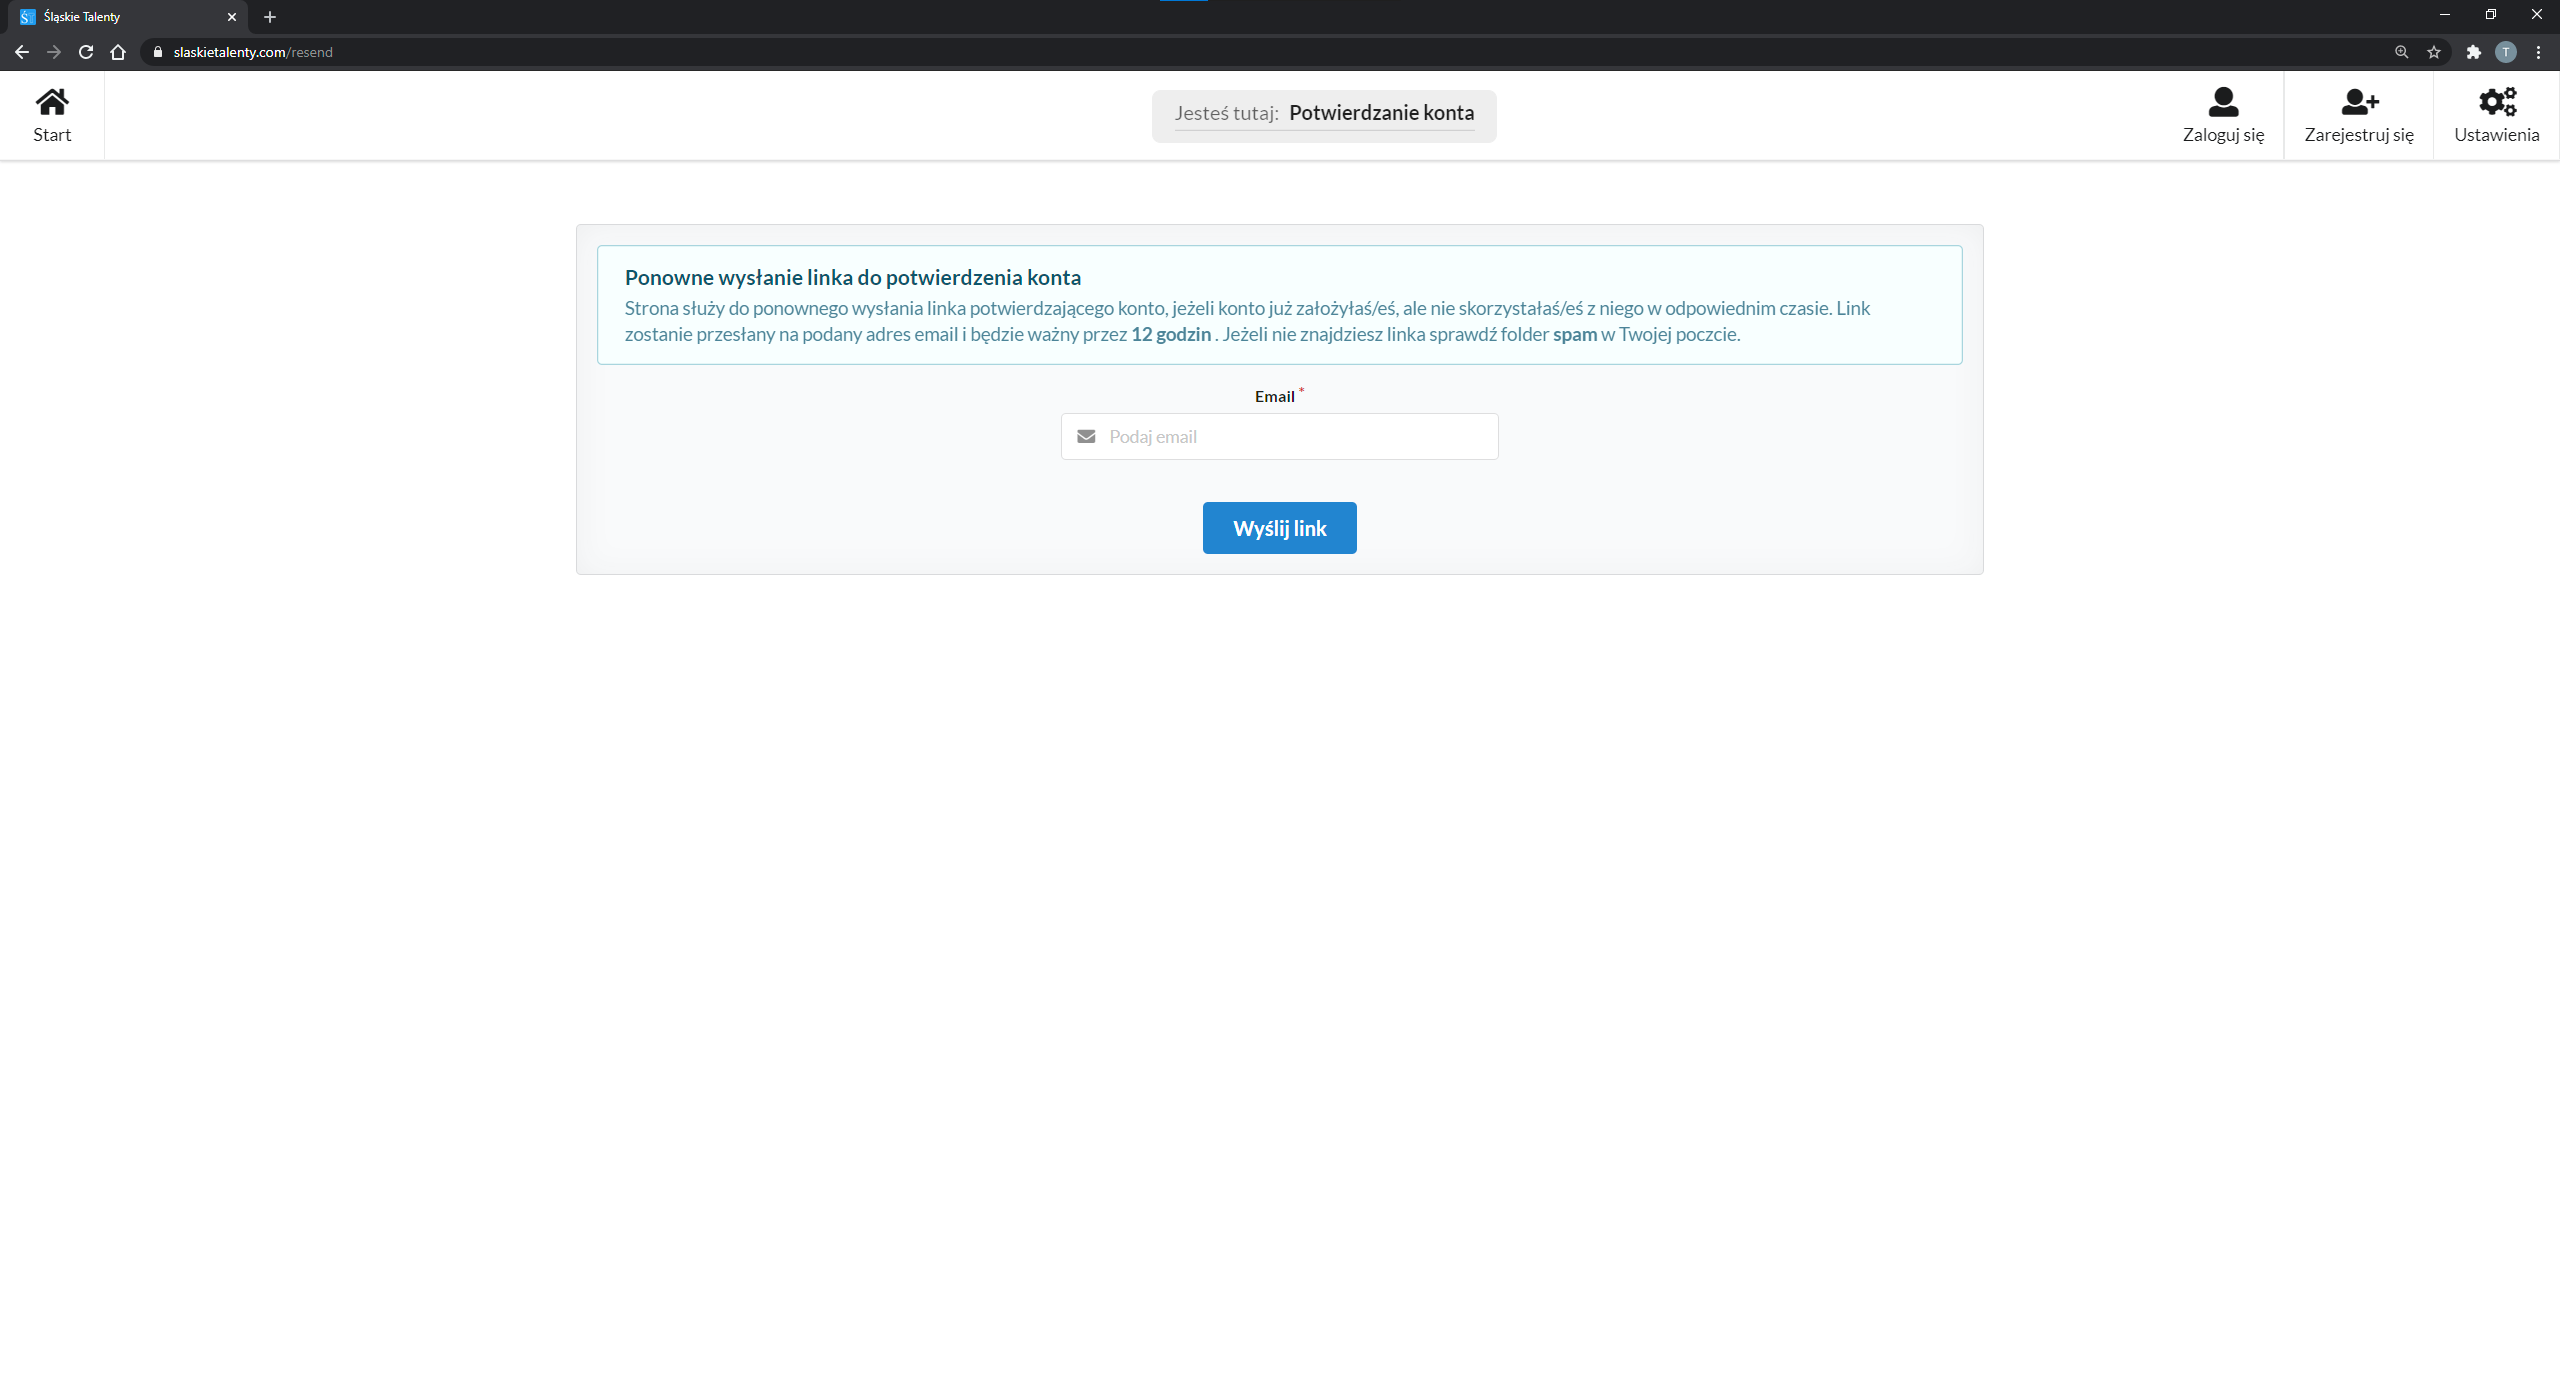 Śląskie Talenty
slaskietalenty.com/resend
T
Start
Jesteś tutaj: Potwierdzanie konta
Zaloguj się
Zarejestruj się
Ustawienia
Ponowne wysłanie linka do potwierdzenia konta
Strona służy do ponownego wysłania linka potwierdzającego konto, jeżeli konto już założyłaś/eś, ale nie skorzystałaś/eś z niego w odpowiednim czasie. Link
zostanie przesłany na podany adres email i będzie ważny przez 12 godzin . Jeżeli nie znajdziesz linka sprawdź folder spam w Twojej poczcie.
Email *
Podaj email
Wyślij link